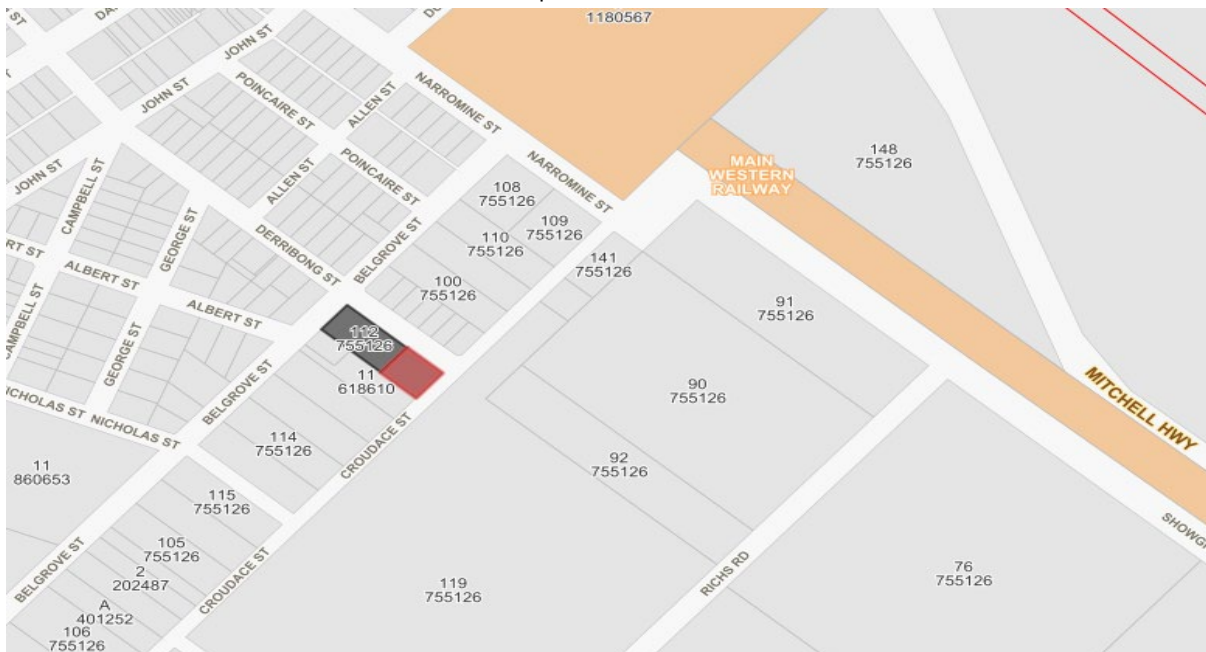 1180567
JOHN ST
JOHN ST
JOHN ST
POINCAIRE ST
POINCAIRE ST
ALLEN ST
ALLEN ST
NARROMINE ST
NARROMINE ST
MAIN
WESTERN
RAILWAY
148
755126
108
755126
109
755126
110
755126
141
755126
100
755126
CAMPBELL ST
CAMPBELL ST
GEORGE ST
GEORGE ST
DERRIBONG ST
BELGROVE ST
ALBERT ST
ALBERT ST
RT ST
91
755126
90
755126
92
755126
112
755126
11
618610
BELGROVE ST
CROUDACE ST
MITCHELL HWY
ICHOLAS ST
NICHOLAS ST
114
755126
11
860653
115
755126
105
755126
2
202487
A
401252
106
755126
BELGROVE ST
CROUDACE ST
119
755126
RICHS RD
76
755126
SHOWG